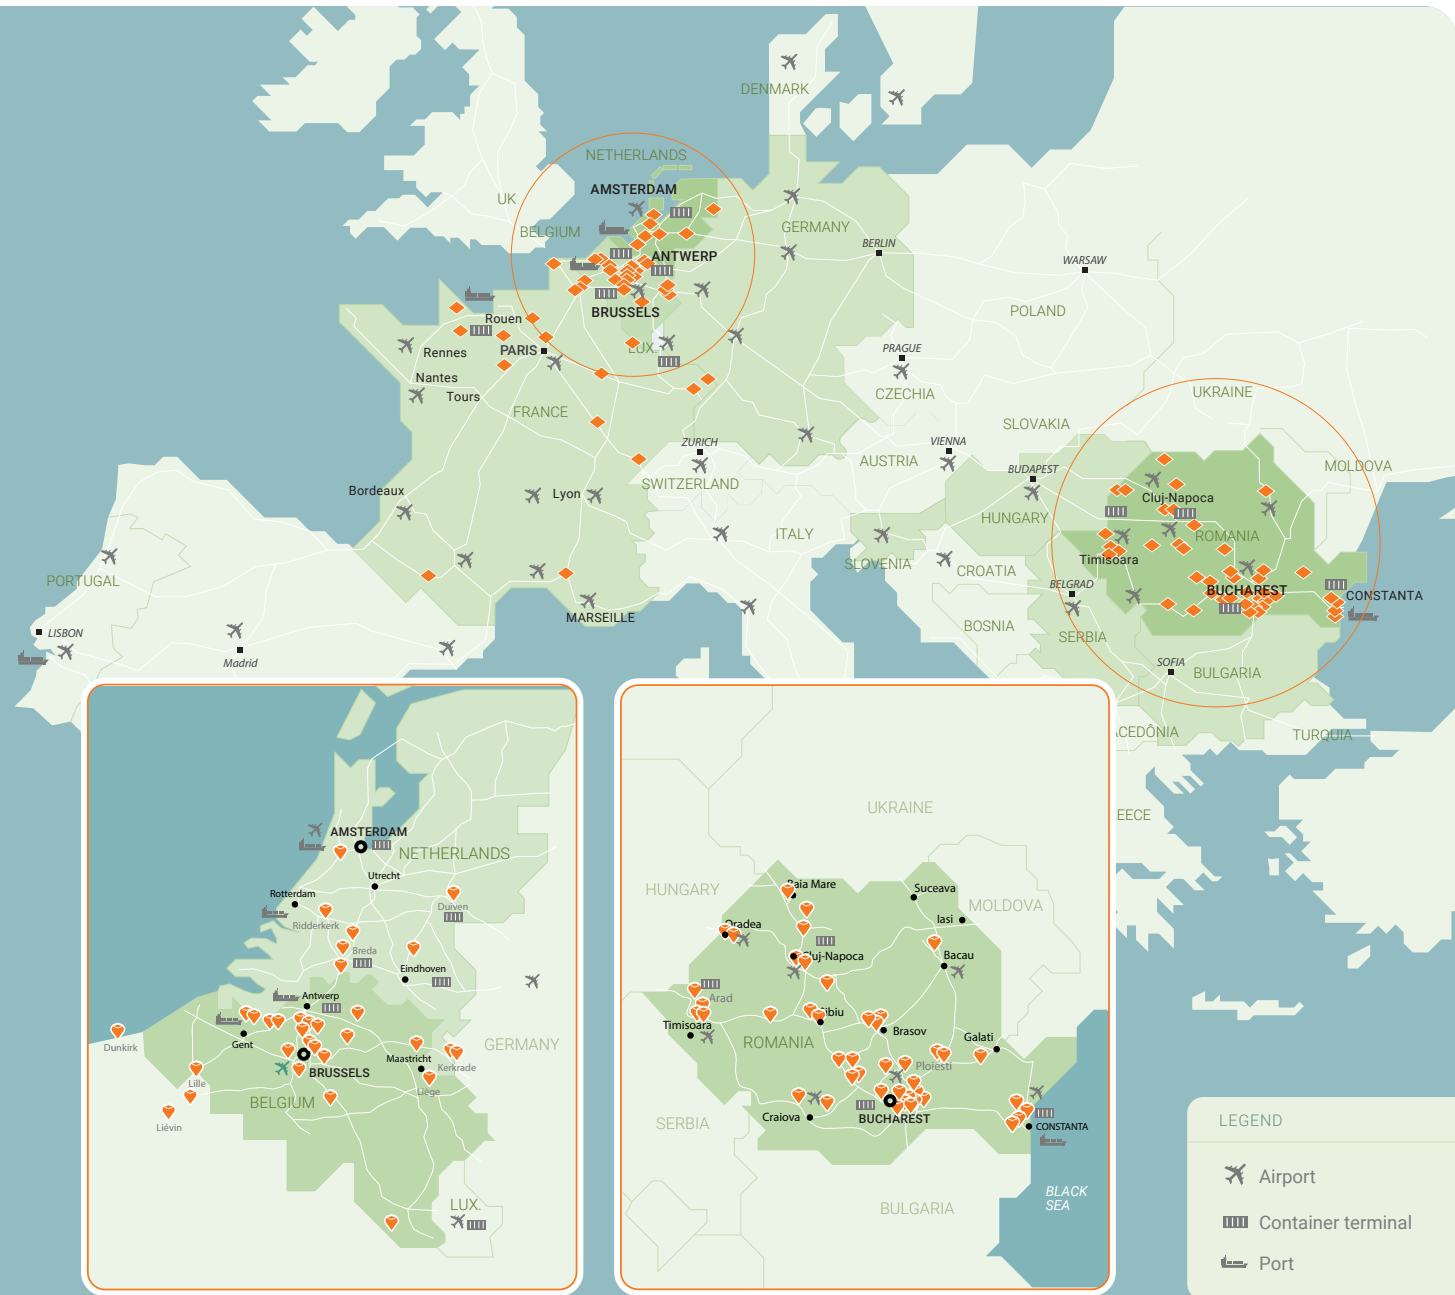 DENMARK
NETHERLANDS
AMSTERDAM
UK
BELGIUM
GERMANY
BERLIN
ANTWERP
WARSAW
BRUSSELS
POLAND
Rouen
LUX.
PARIS
Rennes
PRAGUE
Nantes
Tours
CZECHIA
UKRAINE
FRANCE
SLOVAKIA
ZURICH
VIENNA
AUSTRIA
BUDAPEST
MOLDOVA
SWITZERLAND
Bordeaux
Lyon
Cluj-Napoca
HUNGARY
ITALY
ROMANIA
SLOVENIA
Timisoara
CROATIA
PORTUGAL
BELGRAD
BUCHAREST
CONSTANTA
MARSEILLE
BOSNIA
LISBON
SERBIA
Madrid
SOFIA
BULGARIA
ACEDÔNIA
TURQUIA
EECE
AMSTERDAM
NETHERLANDS
Utrecht
Rotterdam
Duiven
Ridderkerk
Breda
Eindhoven
Antwerp
Dunkirk
Gent
GERMANY
Maastricht
Kerkrade
BRUSSELS
Lille
Liège
BELGIUM
Liévin
LUX.
UKRAINE
HUNGARY
Baia Mare
Suceava
MOLDOVA
Iasi
Oradea
Cluj-Napoca
Bacau
Arad
Timisoara
Sibiu
Brasov
ROMANIA
Galati
Ploiesti
Craiova
BUCHAREST
CONSTANTA
SERBIA
BLACK
SEA
BULGARIA
LEGEND
Airport
Container terminal
Port